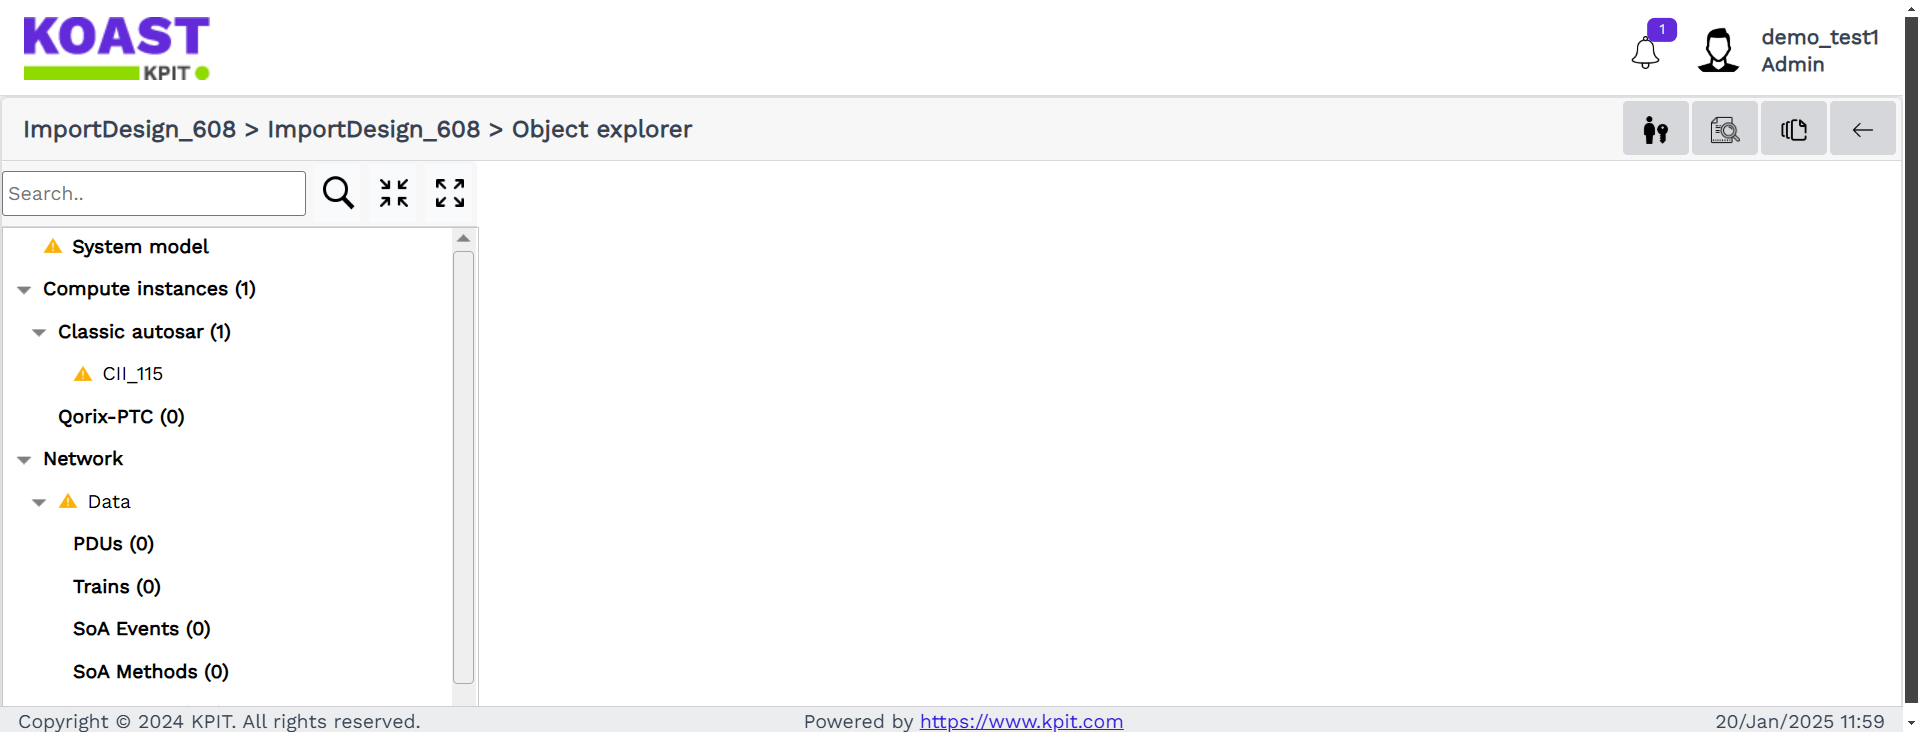 KOAST
KPIT
1
demo_test1
Admin
ImportDesign_608 > ImportDesign_608 > Object explorer
Search..
System model
Compute instances (1)
Classic autosar (1)
CII_115
Qorix-PTC (0)
Network
Data
PDUs (0)
Trains (0)
SoA Events (0)
SoA Methods (0)
Copyright © 2024 KPIT. All rights reserved.
Powered by https://www.kpit.com
20/Jan/2025 11:59